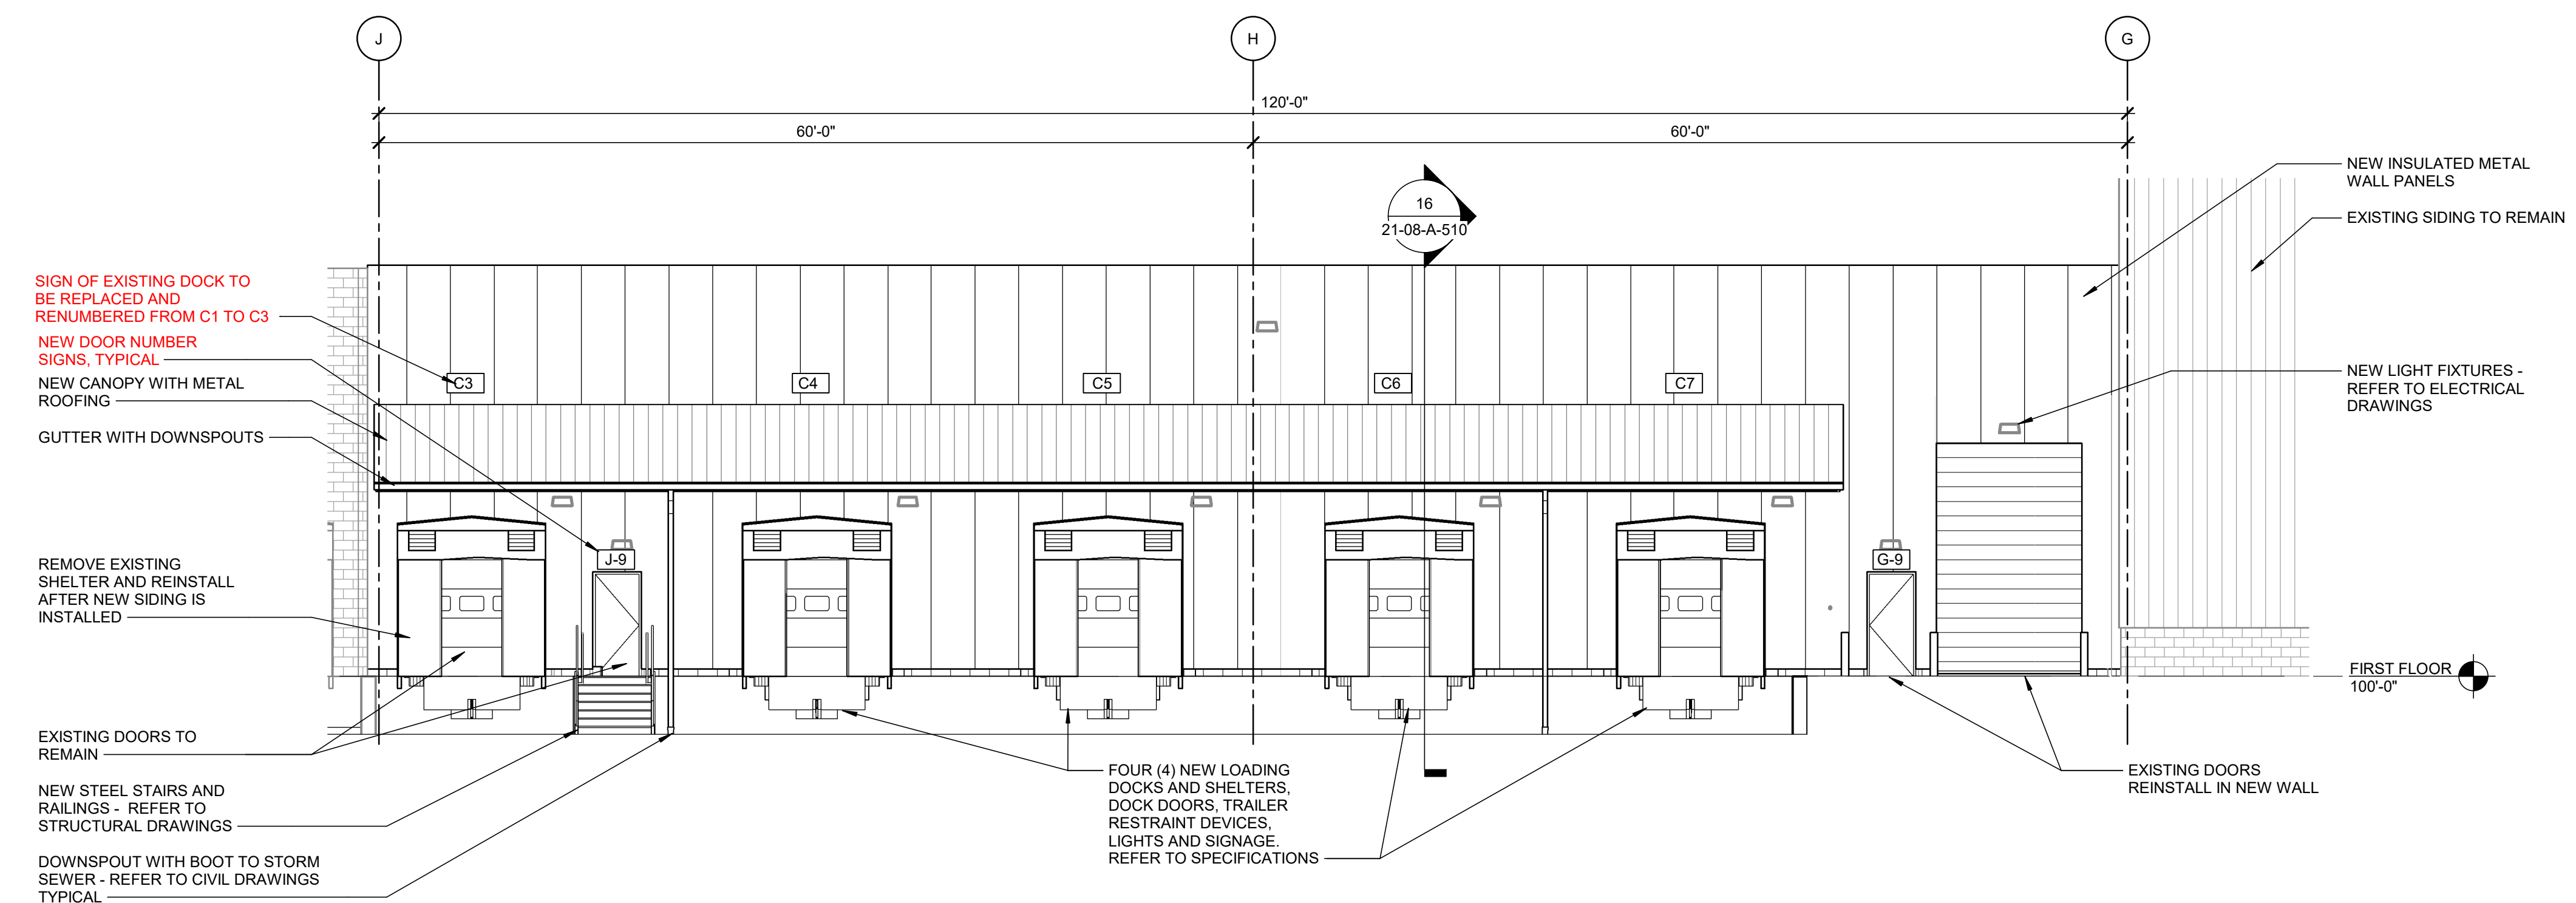 J
H
G
120'-0"
60'-0"
60'-0"
NEW INSULATED METAL
WALL PANELS
16
21-08-A-510
EXISTING SIDING TO REMAIN
SIGN OF EXISTING DOCK TO
BE REPLACED AND
RENUMBERED FROM C1 TO C3
NEW DOOR NUMBER
SIGNS, TYPICAL
NEW CANOPY WITH METAL
ROOFING
GUTTER WITH DOWNSPOUTS
C3
C4
C5
C6
C7
NEW LIGHT FIXTURES -
REFER TO ELECTRICAL
DRAWINGS
J-9
G-9
REMOVE EXISTING
SHELTER AND REINSTALL
AFTER NEW SIDING IS
INSTALLED
FIRST FLOOR
100'-0"
EXISTING DOORS TO
REMAIN
NEW STEEL STAIRS AND
RAILINGS - REFER TO
STRUCTURAL DRAWINGS
DOWNSPOUT WITH BOOT TO STORM
SEWER - REFER TO CIVIL DRAWINGS
TYPICAL
FOUR (4) NEW LOADING
DOCKS AND SHELTERS,
DOCK DOORS, TRAILER
RESTRAINT DEVICES,
LIGHTS AND SIGNAGE.
REFER TO SPECIFICATIONS
EXISTING DOORS
REINSTALL IN NEW WALL